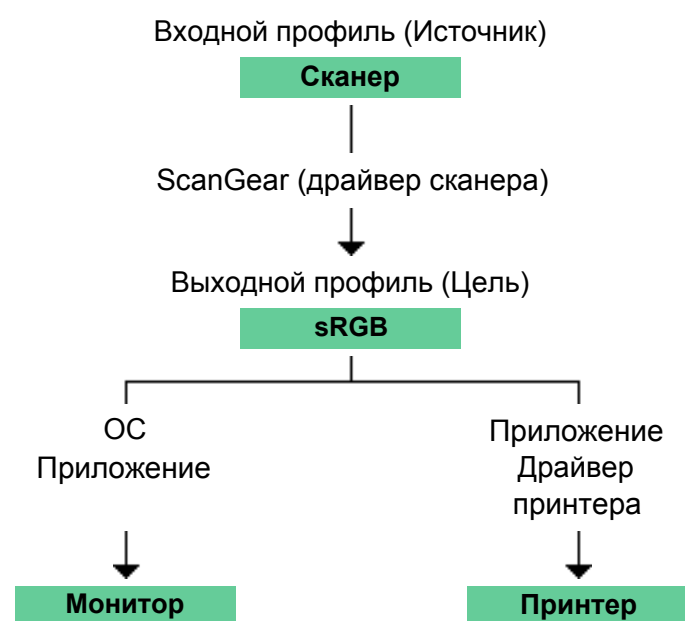 Входной профиль (Источник)
Сканер
ScanGear (драйвер сканера)
Выходной профиль (Цель)
sRGB
ОС
Приложение
Приложение
Драйвер
принтера
Монитор
Принтер